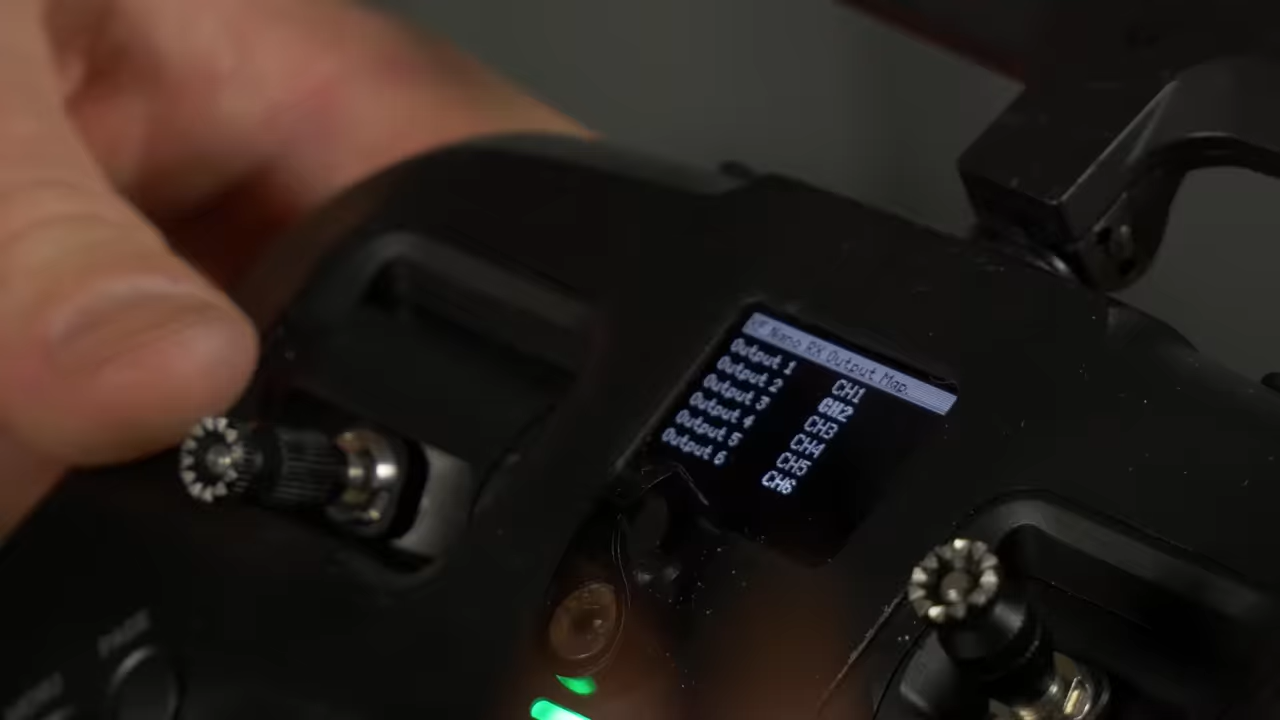 XF Nano RX Output Map.
Output 1 CH1
Output 2 CH2
Output 3 CH3
Output 4 CH4
Output 5 CH5
Output 6 CH6